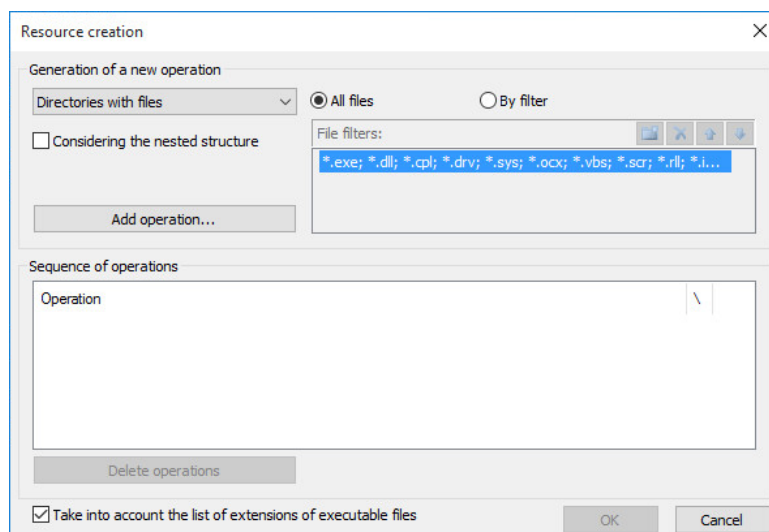 Resource creation
Generation of a new operation
Directories with files
All files
By filter
Considering the nested structure
File filters:
*.exe; *.dll; *.cpl; *.drv; *.sys; *.ocx; *.vbs; *.scr; *.rll; *.i...
Add operation...
Sequence of operations
Operation
\
Delete operations
Take into account the list of extensions of executable files
OK
Cancel